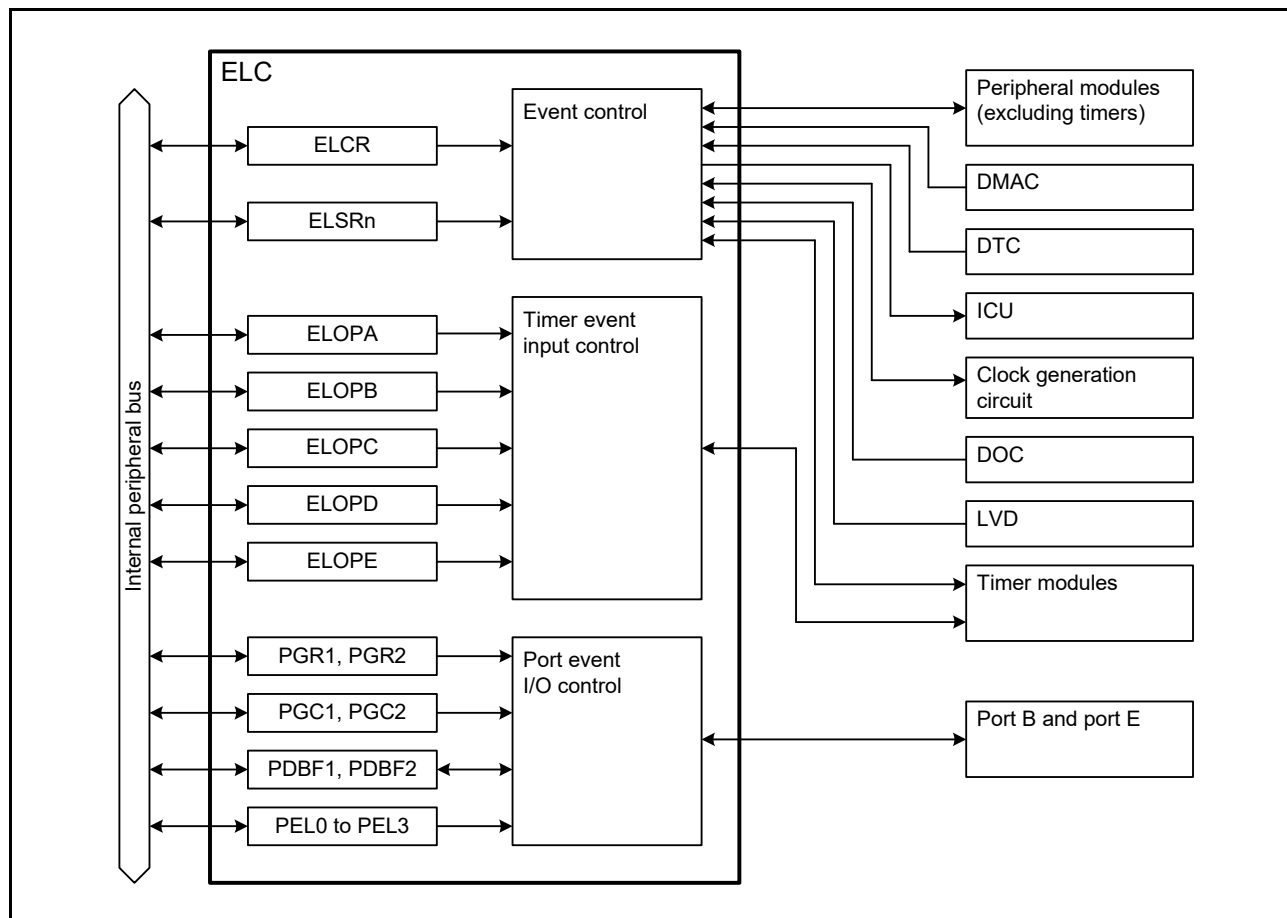 ELC
Internal peripheral bus
ELCR
ELSRn
Event control
ELOPA
ELOPB
ELOPC
ELOPD
ELOPE
Timer event
input control
PGR1, PGR2
PGC1, PGC2
PDBF1, PDBF2
PEL0 to PEL3
Port event
I/O control
Peripheral modules
(excluding timers)
DMAC
DTC
ICU
Clock generation
circuit
DOC
LVD
Timer modules
Port B and port E